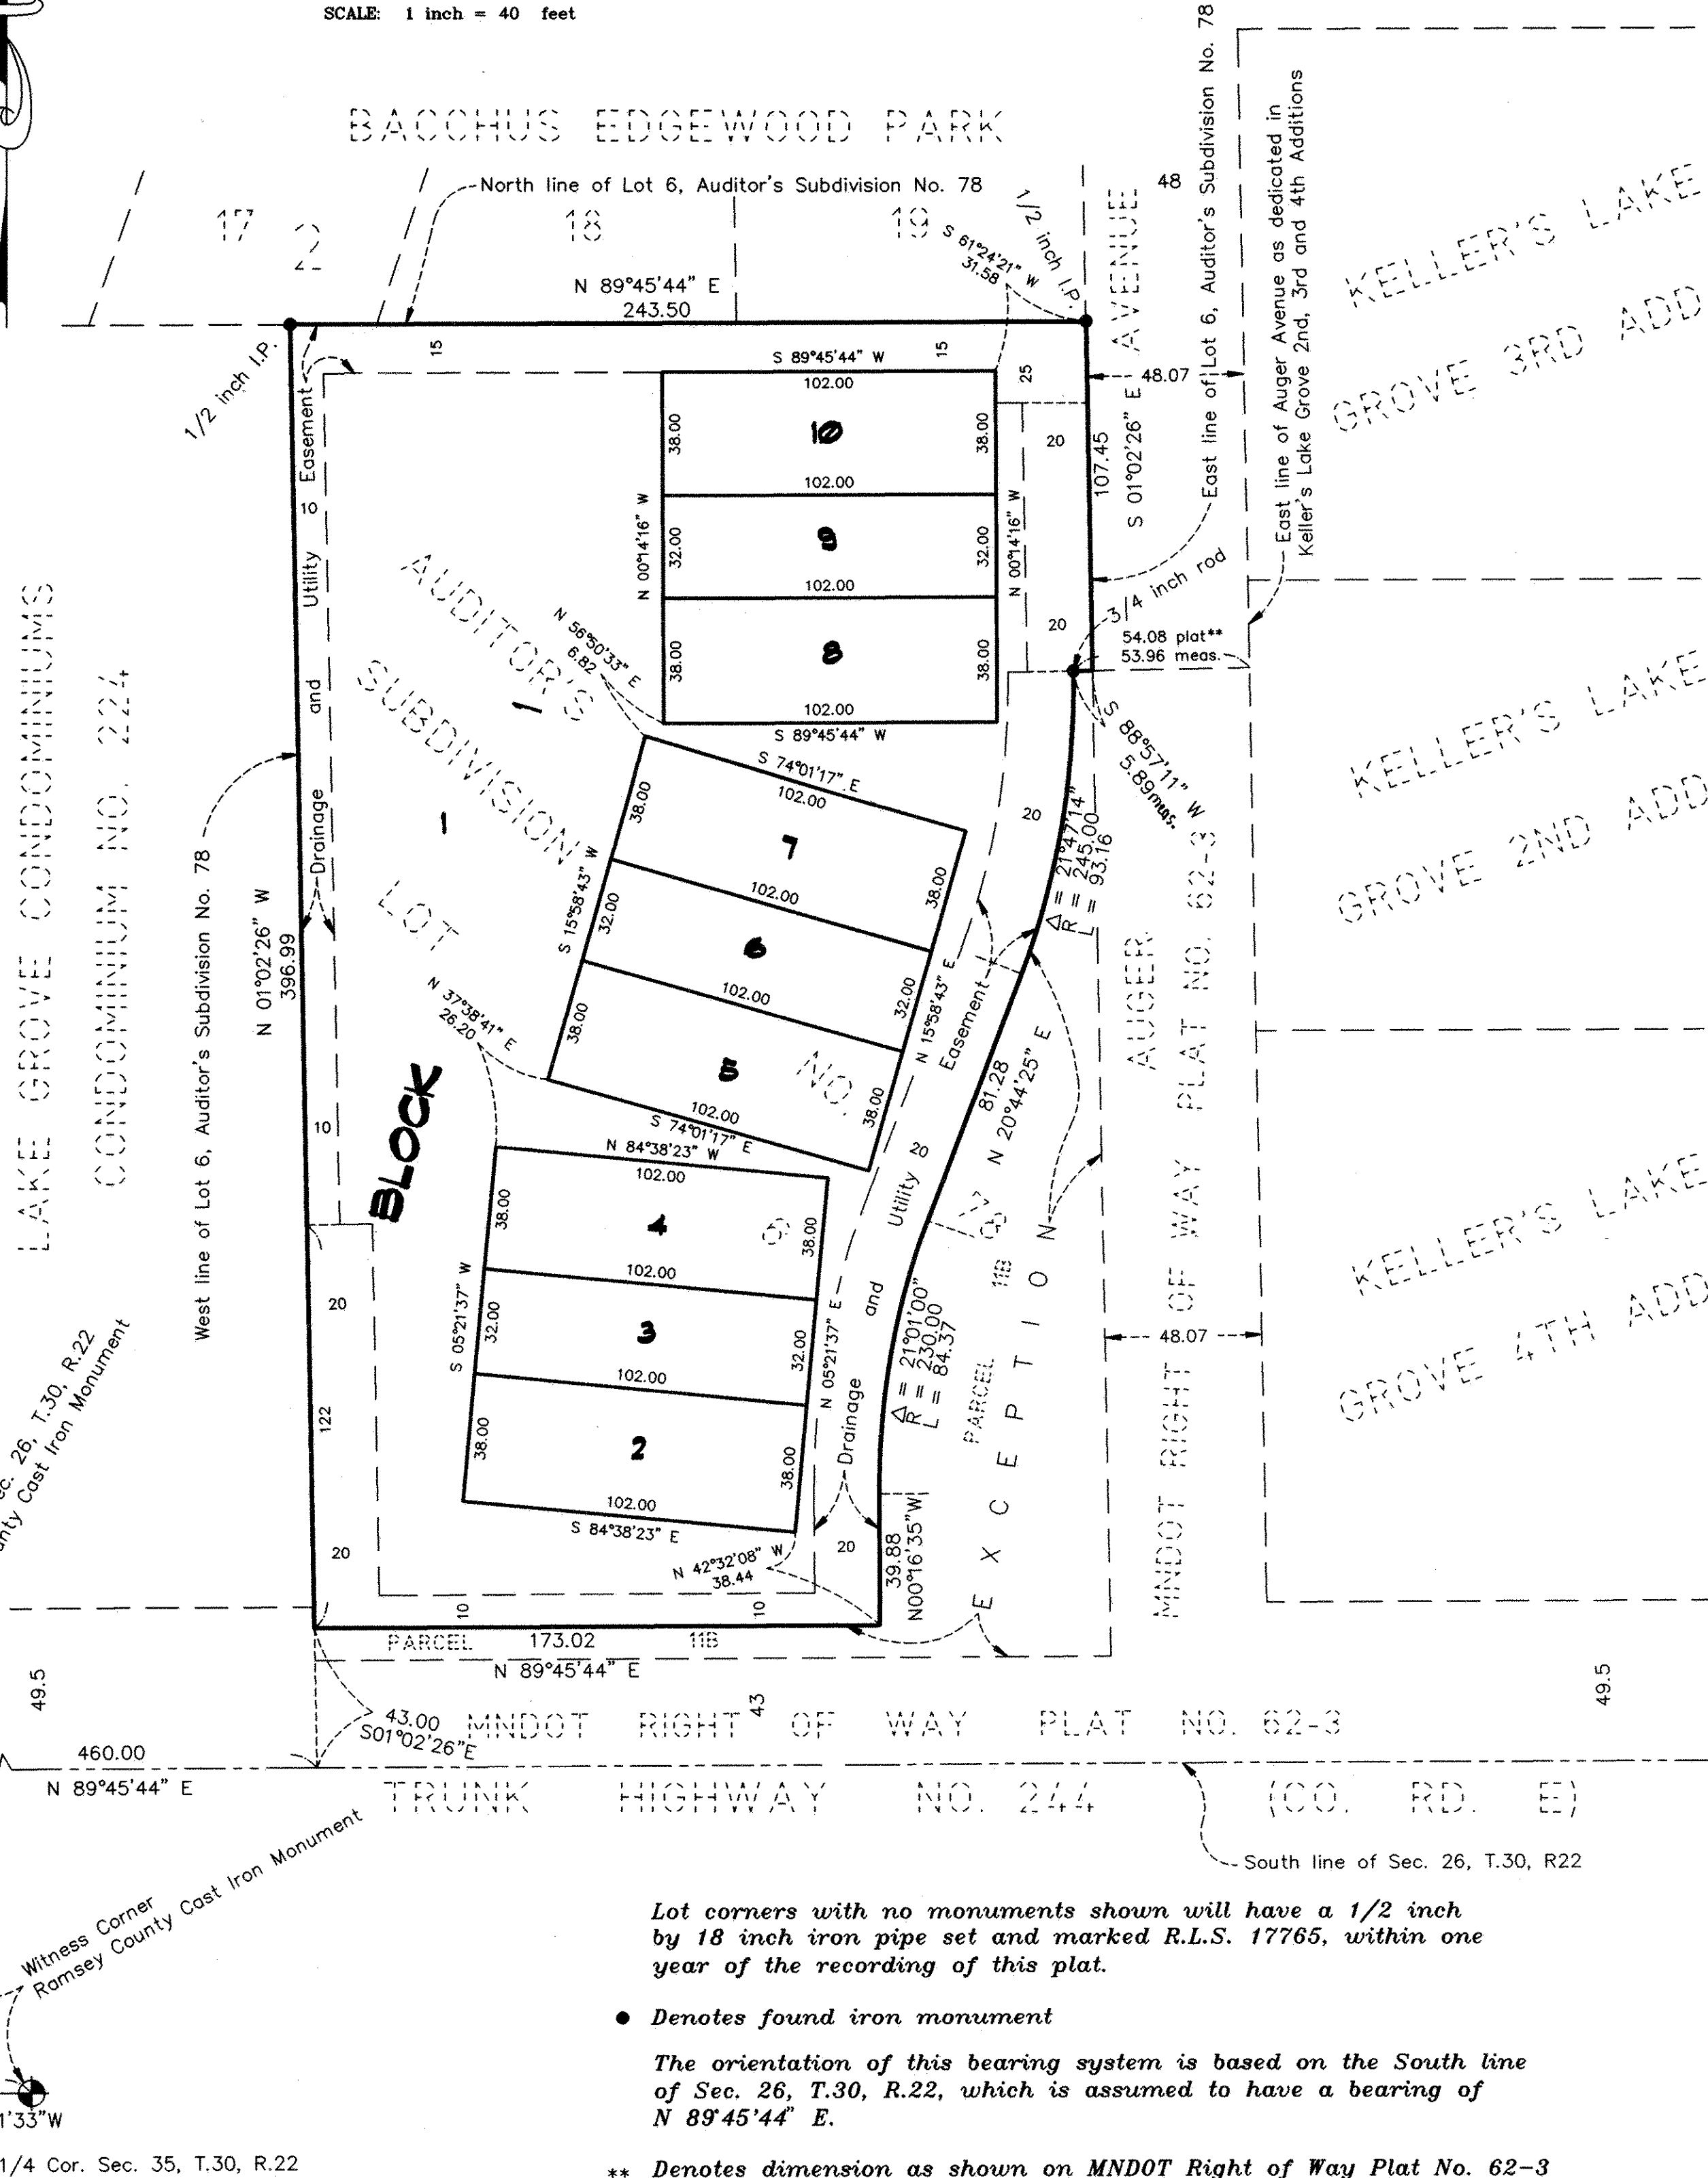 SCALE: 1 inch = 40 feet
BACCHUS EDGEWOOD PARK
North line of Lot 6, Auditor's Subdivision No. 78
17
2
18
19
48
1/2 inch I.P.
S 61°24'21" W
31.58
N 89°45'44" E
243.50
1/2 inch I.P.
15
15
S 89°45'44" W
25
48.07
AVENUE
East line of Lot 6, Auditor's Subdivision No. 78
East line of Auger Avenue as dedicated in
Keller's Lake Grove 2nd, 3rd and 4th Additions
KELLER'S LAKE
GROVE 3RD ADD
102.00
38.00
10
38.00
102.00
N 00°14'16" W
32.00
9
32.00
N 00°14'16" W
102.00
38.00
8
38.00
102.00
S 89°45'44" W
20
107.45
S 01°02'26" E
20
3/4 inch rod
54.08 plat**
53.96 meas.
S 88°57'11" W
5.89 meas.
Easement
10
Utility
and
Drainage
AUDITOR'S
SUBDIVISION
1
1
LOT
NO.
78
6
BLOCK
N 56°50'33" E
6.82
S 74°01'17" E
102.00
38.00
7
38.00
102.00
S 15°58'43" W
32.00
6
32.00
N 15°58'43" E
102.00
38.00
5
38.00
102.00
S 74°01'17" E
20
Δ = 21°47'14"
R = 245.00
L = 93.16
KELLER'S LAKE
GROVE 2ND ADD
LAKE GROVE CONDOMINIUMS
CONDOMINIUM NO. 224
West line of Lot 6, Auditor's Subdivision No. 78
N 01°02'26" W
396.99
N 37°38'41" E
26.20
10
N 84°38'23" W
102.00
38.00
4
38.00
102.00
S 05°21'37" W
32.00
3
32.00
N 05°21'37" E
102.00
38.00
2
38.00
102.00
S 84°38'23" E
Easement
Utility
and
Drainage
20
81.28
N 20°44'25" E
Δ = 21°01'00"
R = 230.00
L = 84.37
PARCEL 11B
EXCEPTION
AUGER
MNDOT RIGHT OF WAY PLAT NO. 62-3
48.07
KELLER'S LAKE
GROVE 4TH ADD
20
122
20
N 42°32'08" W
38.44
20
39.88
N00°16'35"W
10
10
PARCEL 173.02 11B
N 89°45'44" E
49.5
43
49.5
43.00
S01°02'26"E
MNDOT RIGHT OF WAY PLAT NO. 62-3
460.00
N 89°45'44" E
TRUNK HIGHWAY NO. 244 (CO. RD. E)
South line of Sec. 26, T.30, R22
ec. 26, T.30, R.22
unty Cast Iron Monument
Witness Corner
Ramsey County Cast Iron Monument
1'33"W
1/4 Cor. Sec. 35, T.30, R.22
Lot corners with no monuments shown will have a 1/2 inch
by 18 inch iron pipe set and marked R.L.S. 17765, within one
year of the recording of this plat.
● Denotes found iron monument
The orientation of this bearing system is based on the South line
of Sec. 26, T.30, R.22, which is assumed to have a bearing of
N 89°45'44" E.
** Denotes dimension as shown on MNDOT Right of Way Plat No. 62-3